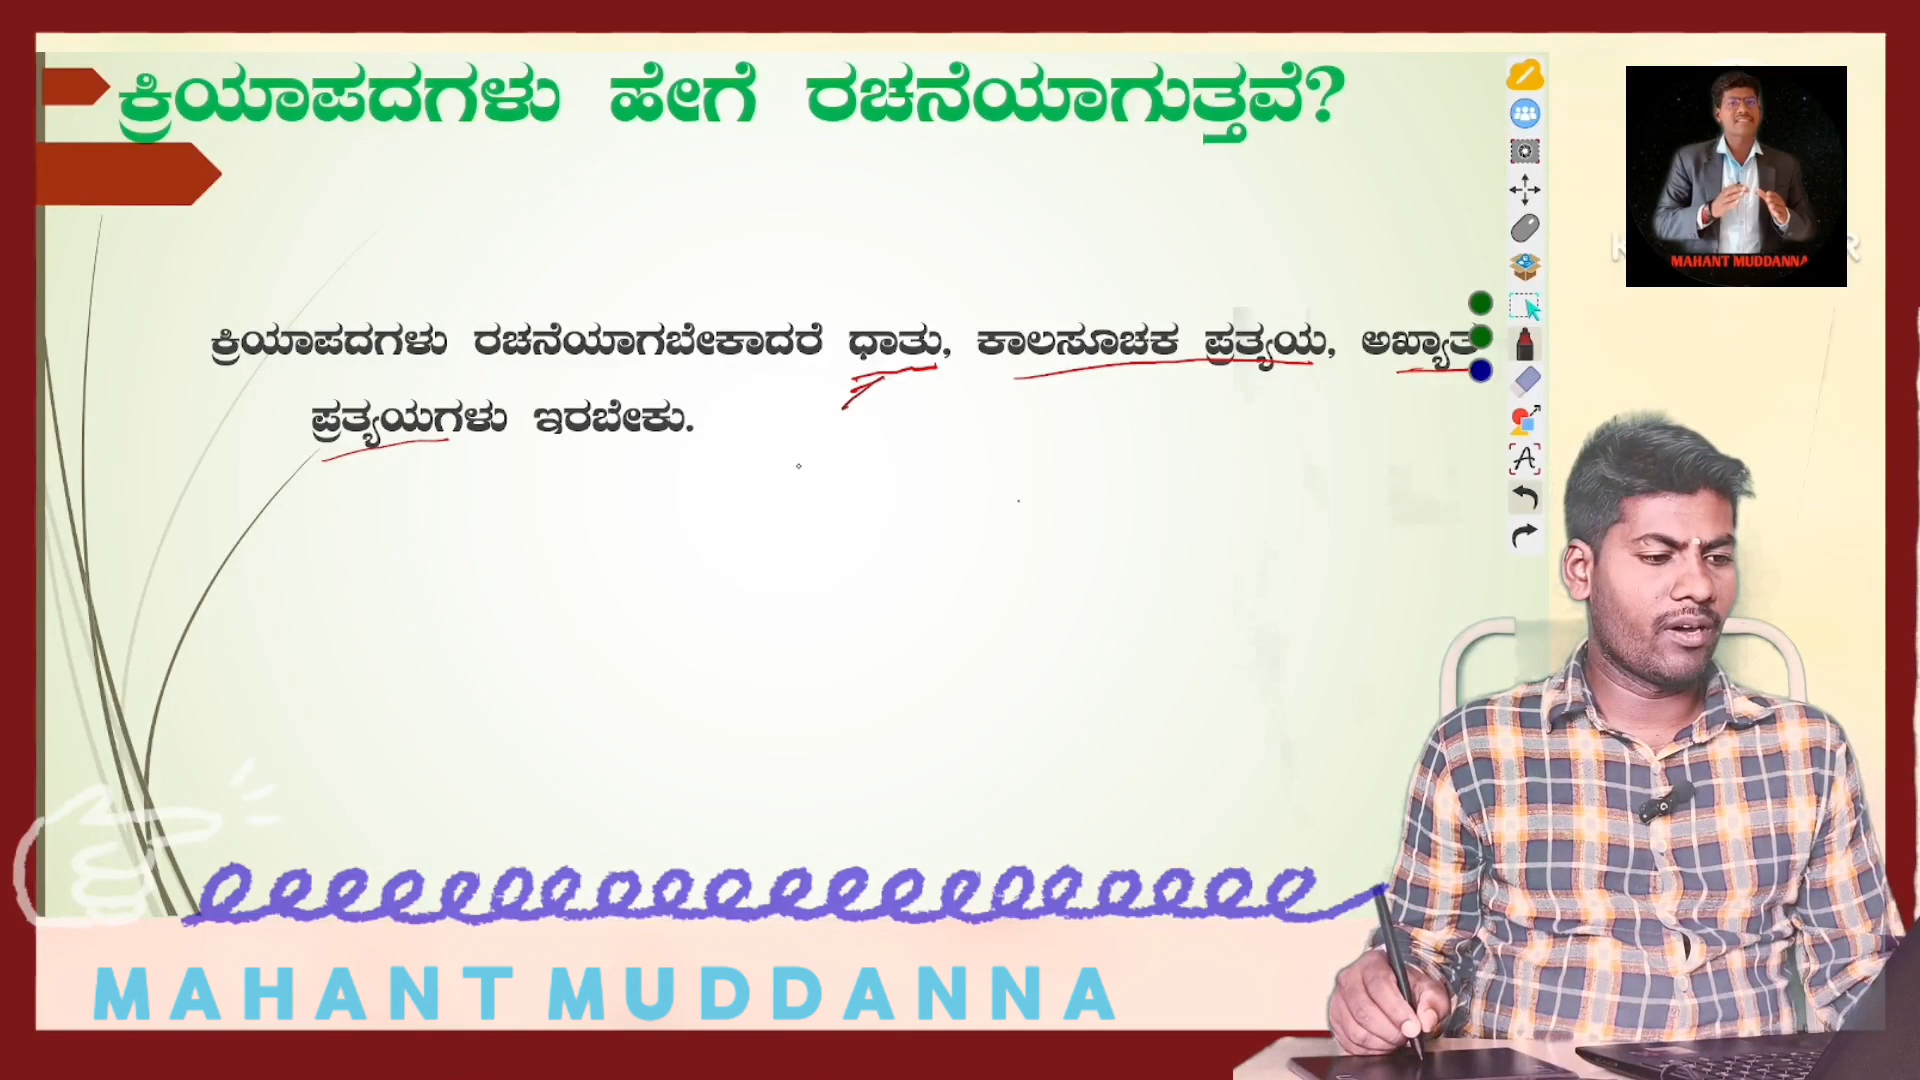 ಕ್ರಿಯಾಪದಗಳು ಹೇಗೆ ರಚನೆಯಾಗುತ್ತವೆ?
MAHANT MUDDANNA
ಕ್ರಿಯಾಪದಗಳು ರಚನೆಯಾಗಬೇಕಾದರೆ ಧಾತು, ಕಾಲಸೂಚಕ ಪ್ರತ್ಯಯ, ಅಖ್ಯಾತ
ಪ್ರತ್ಯಯಗಳು ಇರಬೇಕು.
MAHANT MUDDANNA